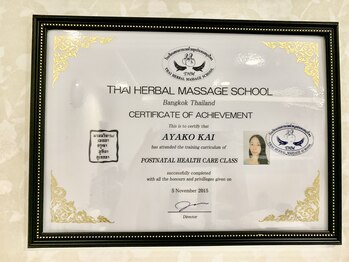 THAI HERBAL MASSAGE SCHOOL
THAI HERBAL MASSAGE SCHOOL
Bangkok Thailand
CERTIFICATE OF ACHIEVEMENT
This is to certify that
AYAKO KAI
has attended the training curriculum of
POSTNATAL HEALTH CARE CLASS
successfully completed
with all the honours and privileges given on
5 November 2015
Director